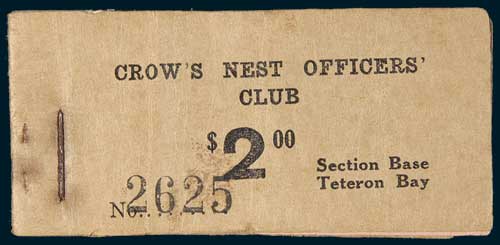 CROW'S NEST OFFICERS'
CLUB
$2.00
Section Base
Teteron Bay
No. 2625